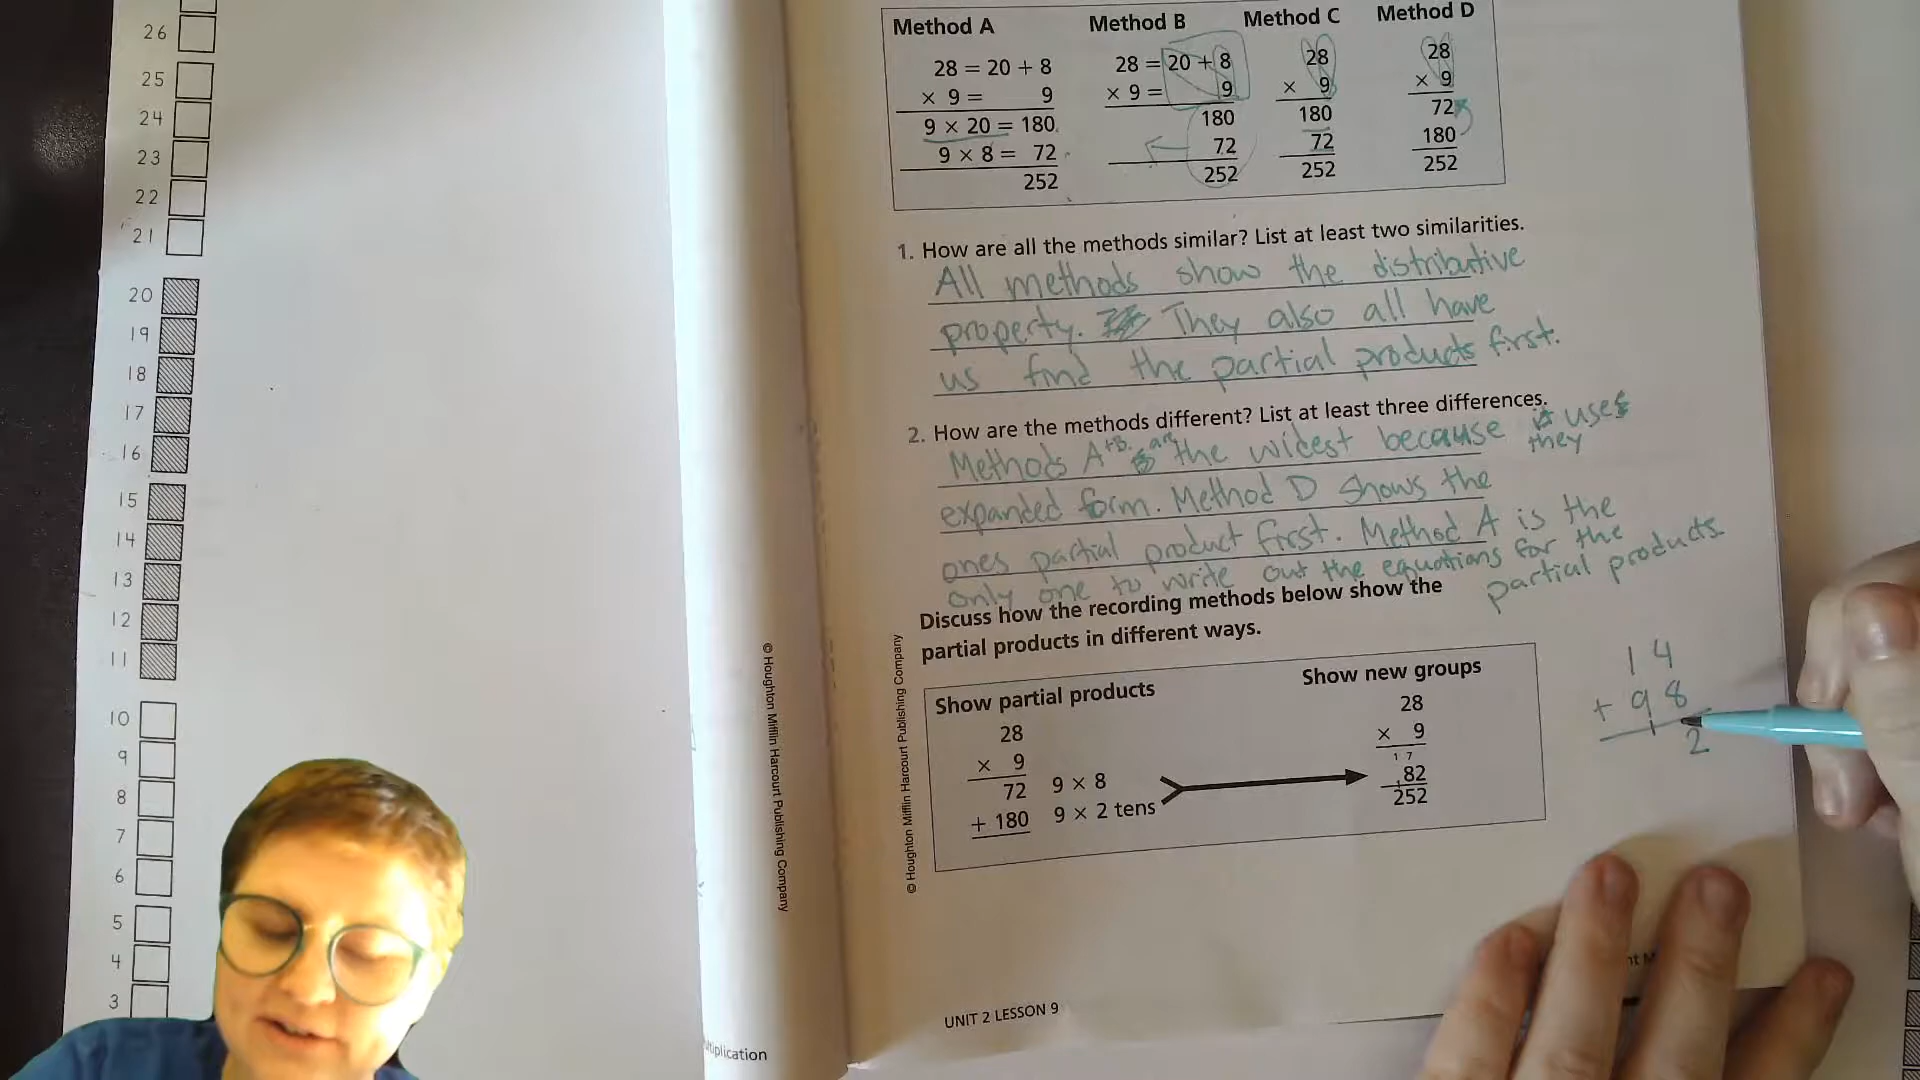 26
25
24
23
22
21
20
19
18
17
16
15
14
13
12
11
10
9
8
7
6
5
4
3
© Houghton Mifflin Harcourt Publishing Company
UNIT 2 LESSON 9
Method A
28 = 20 + 8
× 9 = 9
9 × 20 = 180
9 × 8 = 72
252
Method B
28 = 20 + 8
× 9 = 9
180
72
252
Method C
28
× 9
180
72
252
Method D
28
× 9
72
180
252
1. How are all the methods similar? List at least two similarities.
All methods show the distributive
property. They also all have
us find the partial products first.
2. How are the methods different? List at least three differences.
Methods A+B are the widest because they uses
expanded form. Method D shows the
ones partial product first. Method A is the
only one to write out the equations for the
partial products.
Discuss how the recording methods below show the
partial products in different ways.
© Houghton Mifflin Harcourt Publishing Company
Show partial products
28
× 9
72 9 × 8
+ 180 9 × 2 tens
Show new groups
28
× 9
1 7
82
1
252
14
+ 98
1
2